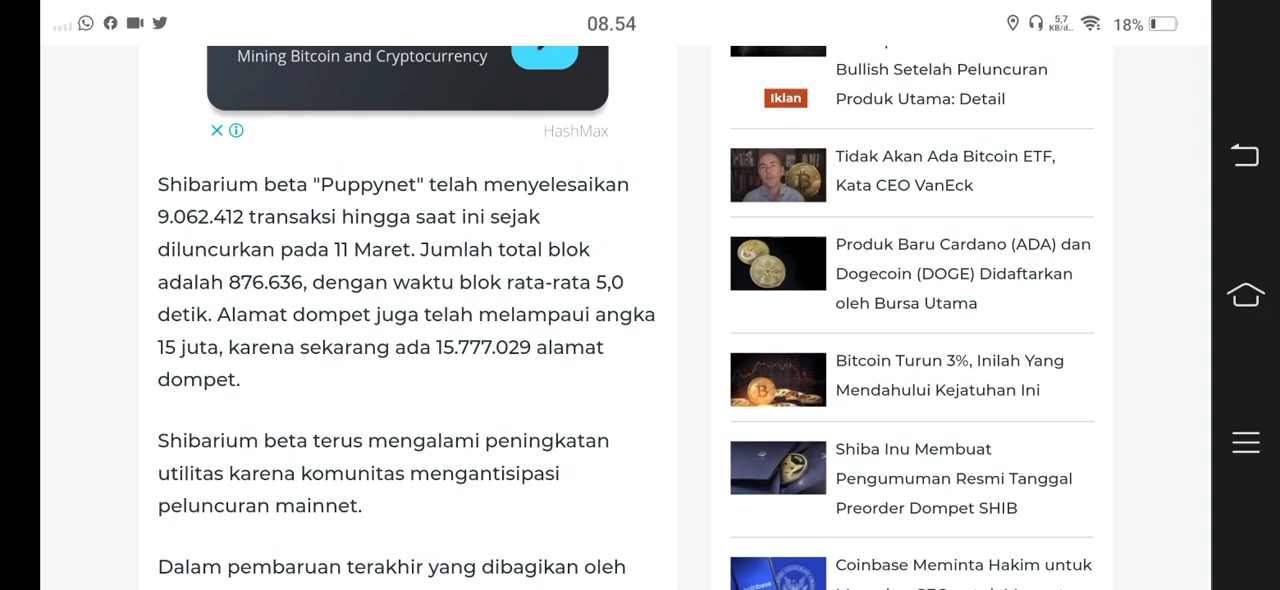 08.54
5,7
KB/d...
18%
Mining Bitcoin and Cryptocurrency
HashMax
Shibarium beta "Puppynet" telah menyelesaikan
9.062.412 transaksi hingga saat ini sejak
diluncurkan pada 11 Maret. Jumlah total blok
adalah 876.636, dengan waktu blok rata-rata 5,0
detik. Alamat dompet juga telah melampaui angka
15 juta, karena sekarang ada 15.777.029 alamat
dompet.
Shibarium beta terus mengalami peningkatan
utilitas karena komunitas mengantisipasi
peluncuran mainnet.
Dalam pembaruan terakhir yang dibagikan oleh
Bullish Setelah Peluncuran
Produk Utama: Detail
Iklan
Tidak Akan Ada Bitcoin ETF,
Kata CEO VanEck
Produk Baru Cardano (ADA) dan
Dogecoin (DOGE) Didaftarkan
oleh Bursa Utama
Bitcoin Turun 3%, Inilah Yang
Mendahului Kejatuhan Ini
Shiba Inu Membuat
Pengumuman Resmi Tanggal
Preorder Dompet SHIB
Coinbase Meminta Hakim untuk